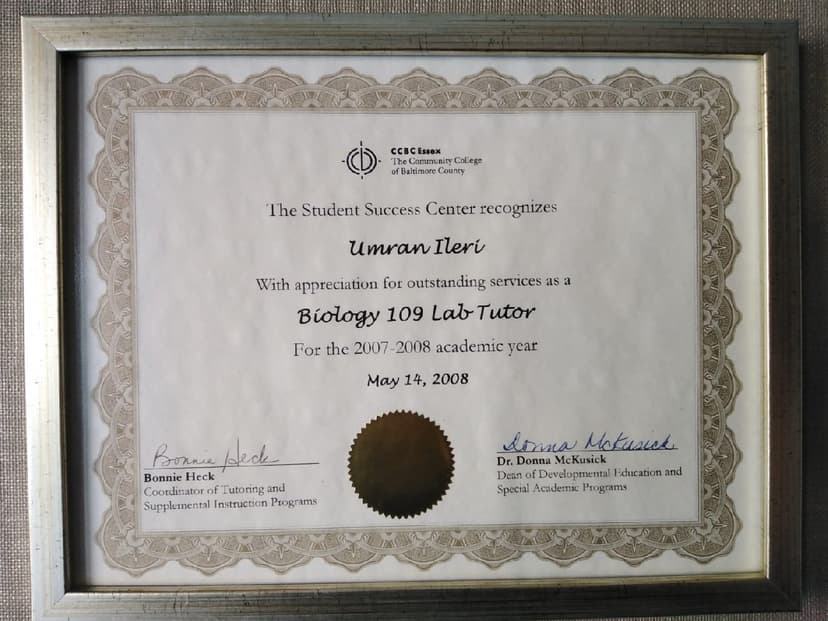 CCBC Essex
The Community College
of Baltimore County
The Student Success Center recognizes
Umran Ileri
With appreciation for outstanding services as a
Biology 109 Lab Tutor
For the 2007-2008 academic year
May 14, 2008
Bonnie Heck
Bonnie Heck
Coordinator of Tutoring and
Supplemental Instruction Programs
Donna McKusick
Dr. Donna McKusick
Dean of Developmental Education and
Special Academic Programs